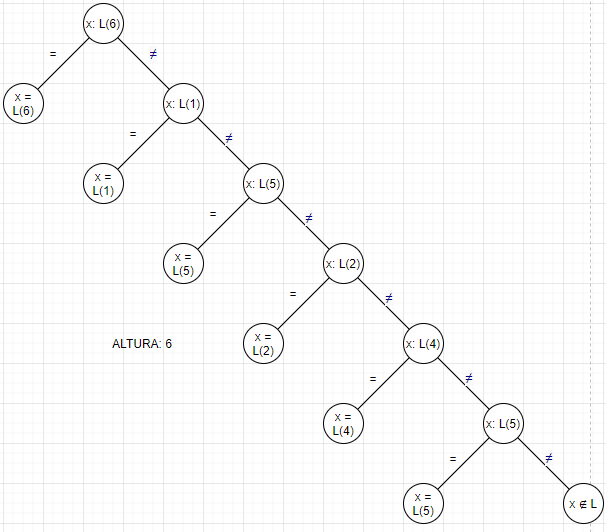 x: L(6)
=
≠
x =
L(6)
x: L(1)
=
≠
x =
L(1)
x: L(5)
=
≠
x =
L(5)
x: L(2)
=
≠
x =
L(2)
ALTURA: 6
x: L(4)
=
≠
x =
L(4)
x: L(5)
=
≠
x =
L(5)
x ∉ L